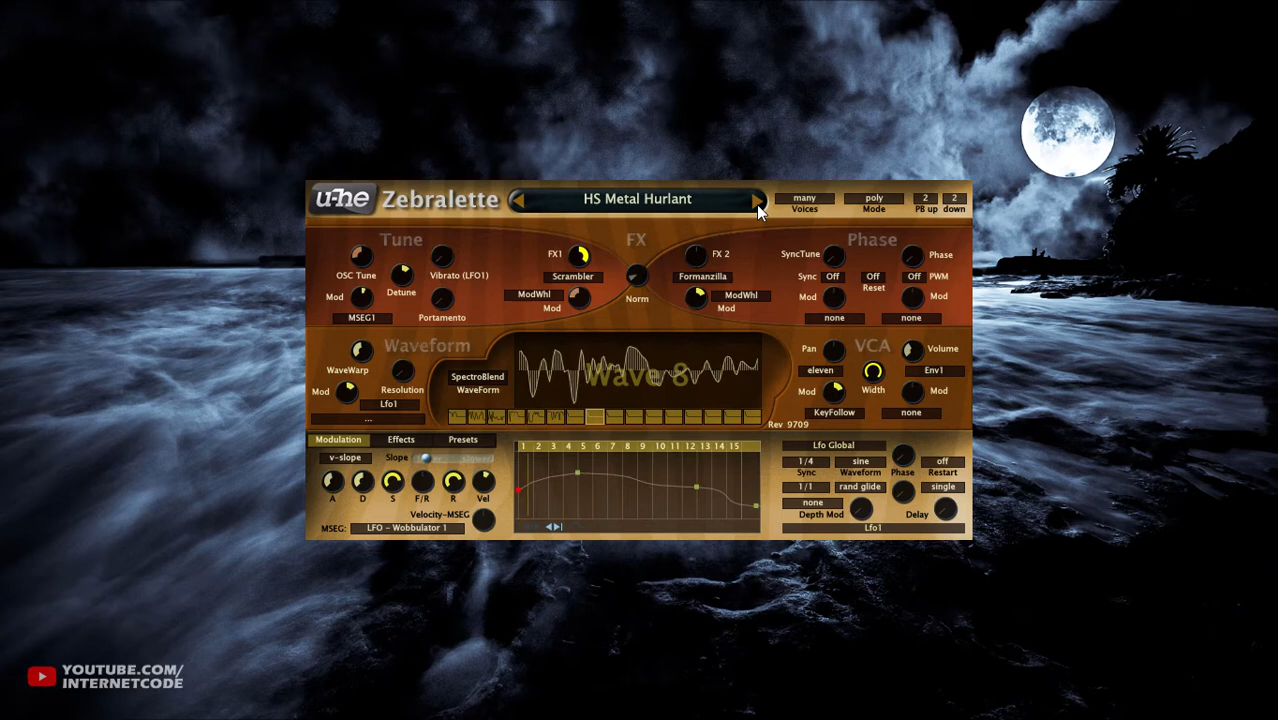 u-he Zebralette
HS Metal Hurlant
many
Voices
poly
Mode
2 2
PB up down
Tune
OSC Tune
Vibrato (LFO1)
Detune
Mod
MSEG1
Portamento
FX
FX1
Scrambler
ModWhl
Mod
Norm
FX 2
Formanzilla
ModWhl
Mod
Phase
SyncTune
Phase
Sync Off
Off
Reset
Off PWM
Mod
Mod
none
none
Waveform
WaveWarp
Resolution
Mod
Lfo1
...
SpectroBlend
WaveForm
Wave 8
VCA
Pan
eleven
Volume
Env1
Width
Mod
Mod
KeyFollow
none
Rev 9709
Modulation Effects Presets
v-slope
Slope
slower
A D S F/R R Vel
Velocity-MSEG
MSEG: LFO - Wobbulator 1
1 2 3 4 5 6 7 8 9 10 11 12 13 14 15
Lfo Global
1/4
Sync
sine
Waveform
Phase
off
Restart
1/1
rand glide
single
none
Depth Mod
Delay
Lfo1
YOUTUBE.COM/
INTERNETCODE